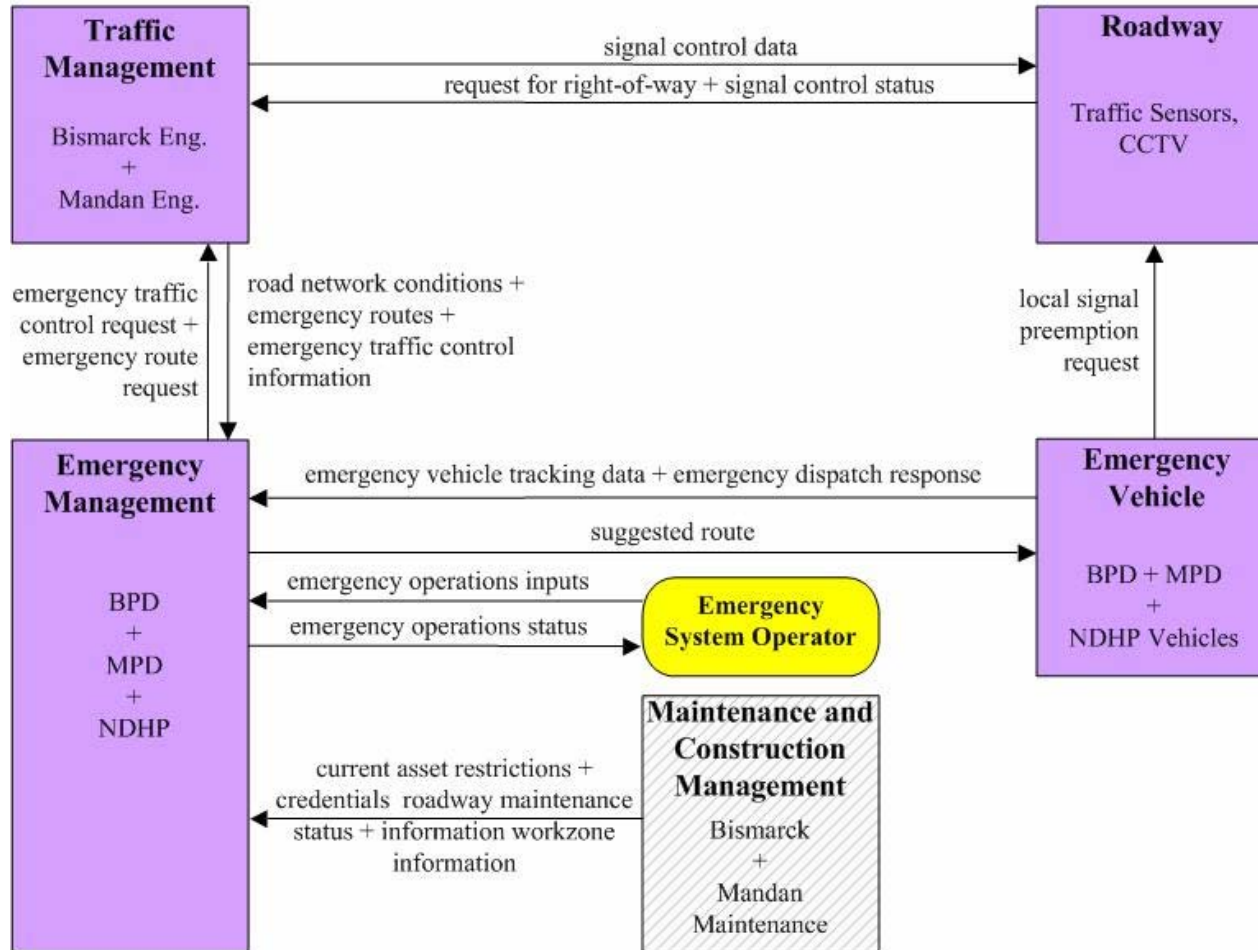 Traffic
Management
Bismarck Eng.
+
Mandan Eng.
signal control data
request for right-of-way + signal control status
Roadway
Traffic Sensors,
CCTV
emergency traffic
control request +
emergency route
request
road network conditions +
emergency routes +
emergency traffic control
information
local signal
preemption
request
Emergency
Management
BPD
+
MPD
+
NDHP
emergency vehicle tracking data + emergency dispatch response
suggested route
Emergency
Vehicle
BPD + MPD
+
NDHP Vehicles
emergency operations inputs
emergency operations status
Emergency
System Operator
current asset restrictions +
credentials roadway maintenance
status + information workzone
information
Maintenance and
Construction
Management
Bismarck
+
Mandan
Maintenance